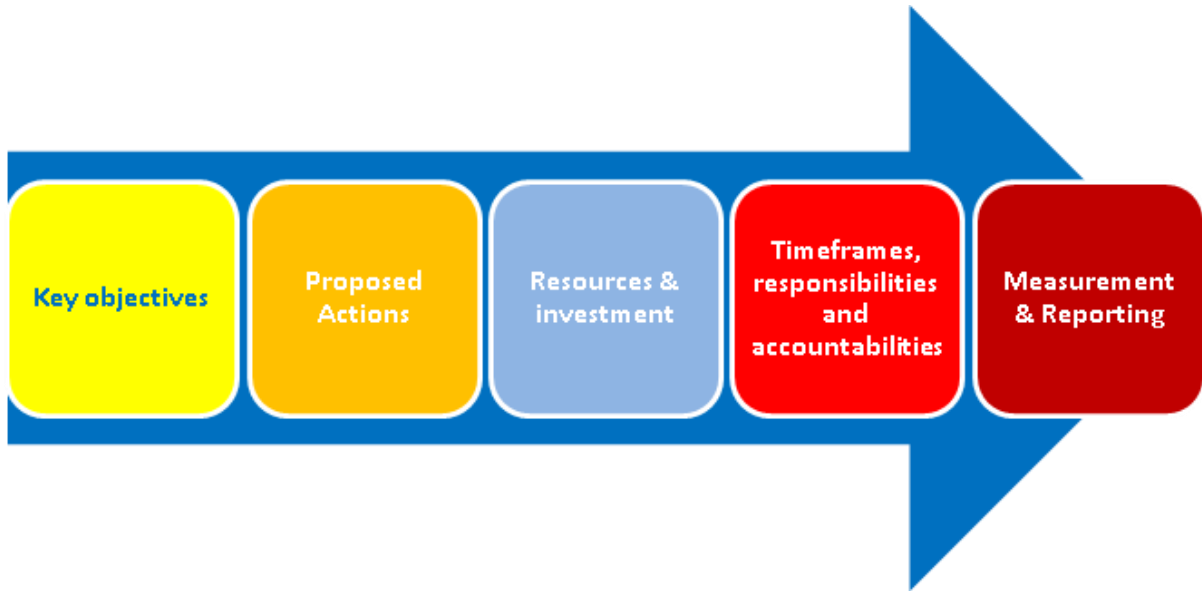 Key objectives
Proposed
Actions
Resources &
investment
Timeframes,
responsibilities
and
accountabilities
Measurement
& Reporting